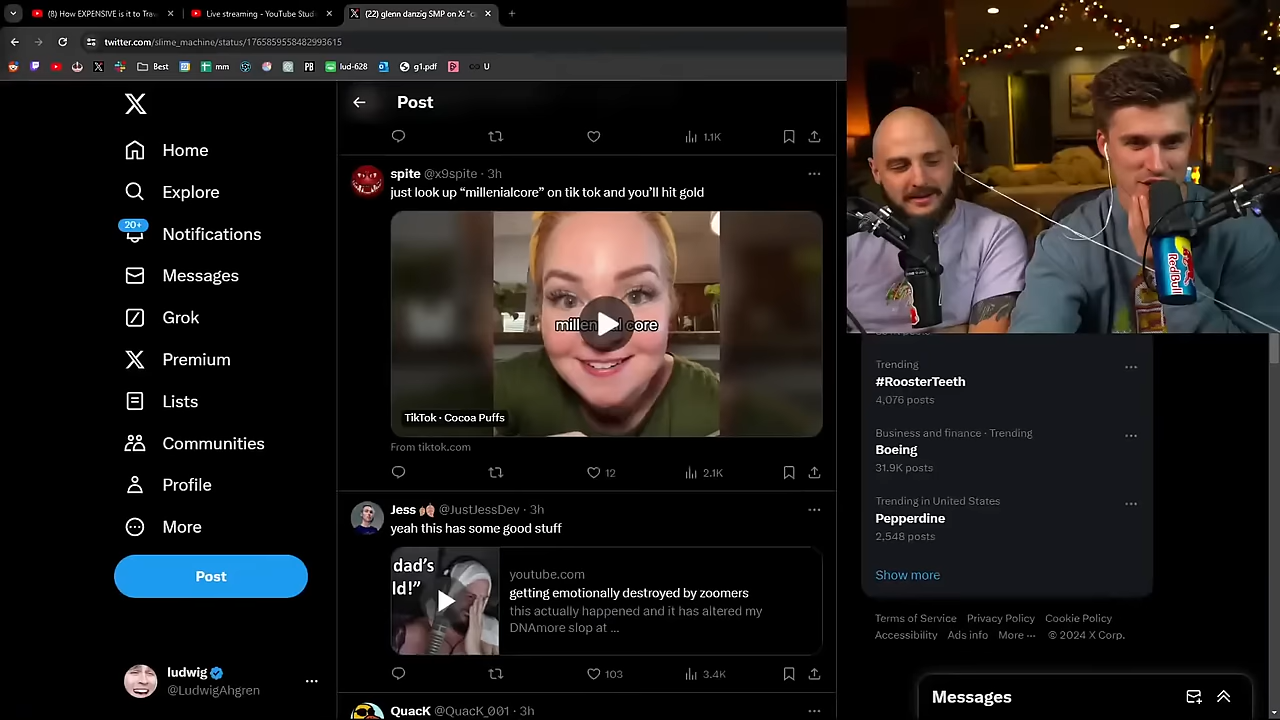 (8) How EXPENSIVE is it to Trav
Live streaming - YouTube Stud
(22) glenn danzig SMP on X: "c
twitter.com/slime_machine/status/1765859558482993615
Best
mm
PB
lud-628
g1.pdf
U
Post
Home
Explore
20+
Notifications
Messages
Grok
Premium
Lists
Communities
Profile
More
Post
ludwig
@LudwigAhgren
1.1K
spite @x9spite · 3h
just look up “millenialcore” on tik tok and you’ll hit gold
TikTok · Cocoa Puffs
From tiktok.com
12
2.1K
Jess @JustJessDev · 3h
yeah this has some good stuff
dad’s
ld!”
youtube.com
getting emotionally destroyed by zoomers
this actually happened and it has altered my
DNAmore slop at ...
103
3.4K
QuacK @QuacK_001 · 3h
RedBull
Trending
#RoosterTeeth
4,076 posts
Business and finance · Trending
Boeing
31.9K posts
Trending in United States
Pepperdine
2,548 posts
Show more
Terms of Service Privacy Policy Cookie Policy
Accessibility Ads info More ··· © 2024 X Corp.
Messages